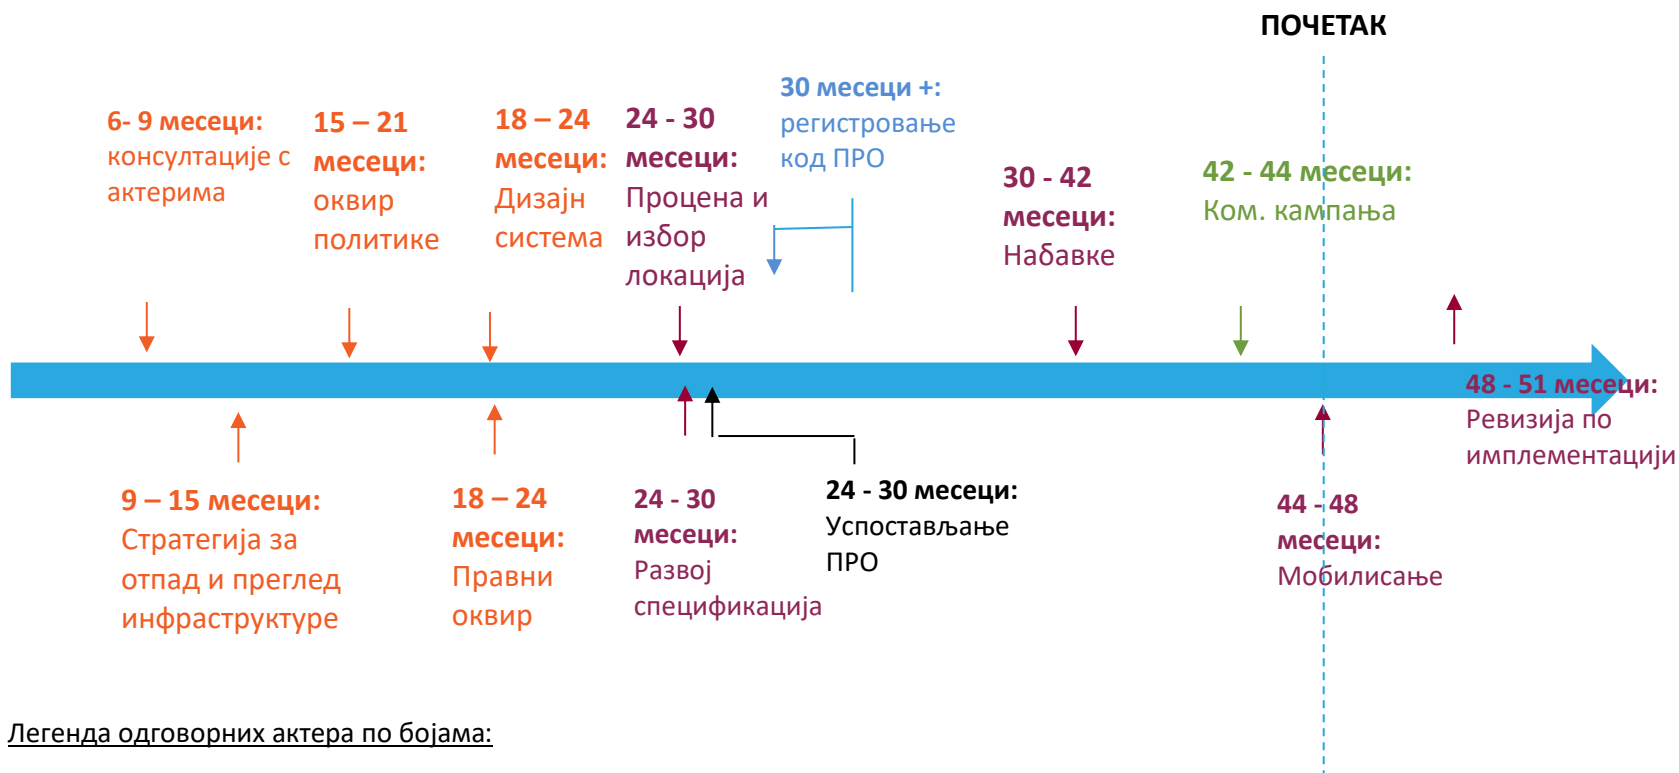 ПОЧЕТАК
6- 9 месеци:
консултације с
актерима
15 – 21
месеци:
оквир
политике
18 – 24
месеци:
Дизајн
система
24 - 30
месеци:
Процена и
избор
локација
30 месеци +:
регистровање
код ПРО
30 - 42
месеци:
Набавке
42 - 44 месеци:
Ком. кампања
48 - 51 месеци:
Ревизија по
имплементацији
9 – 15 месеци:
Стратегија за
отпад и преглед
инфраструктуре
18 – 24
месеци:
Правни
оквир
24 - 30
месеци:
Развој
спецификација
24 - 30 месеци:
Успостављање
ПРО
44 - 48
месеци:
Мобилисање
Легенда одговорних актера по бојама: